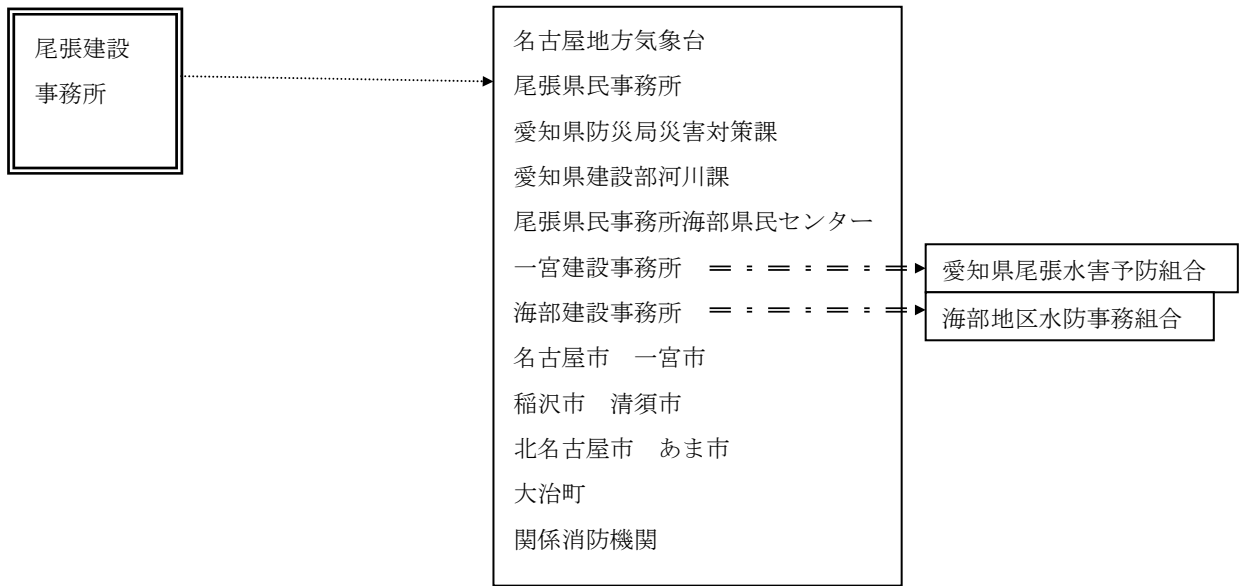 尾張建設
事務所
名古屋地方気象台
尾張県民事務所
愛知県防災局災害対策課
愛知県建設部河川課
尾張県民事務所海部県民センター
一宮建設事務所
愛知県尾張水害予防組合
海部建設事務所
海部地区水防事務組合
名古屋市　一宮市
稲沢市　清須市
北名古屋市　あま市
大治町
関係消防機関